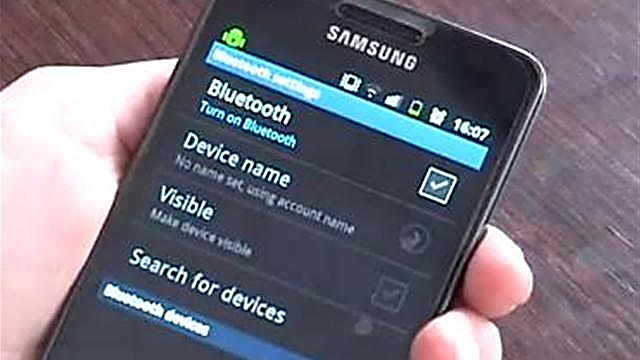 SAMSUNG
16:07
Bluetooth settings
Bluetooth
Turn on Bluetooth
Device name
No name set, using account name
Visible
Make device visible
Search for devices
Bluetooth devices